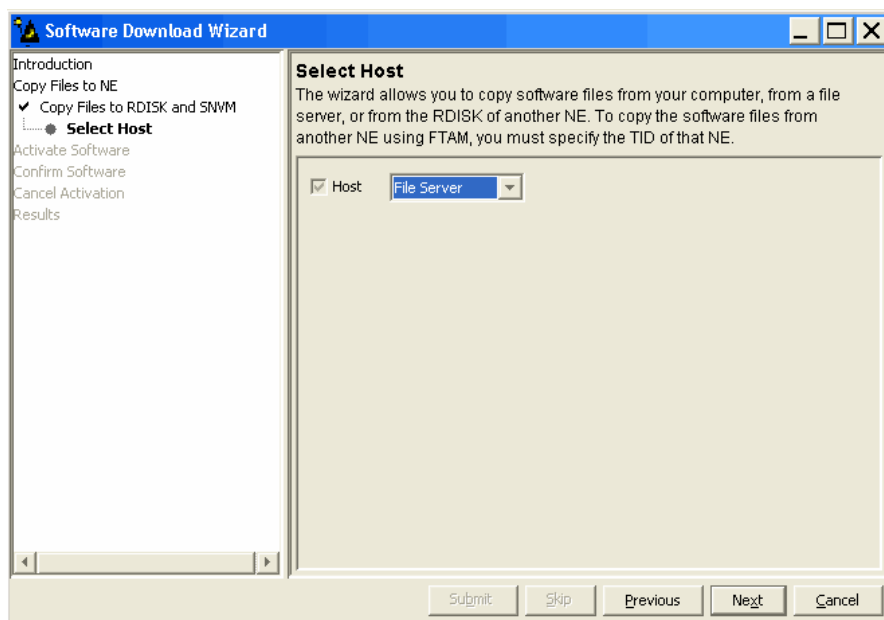 Software Download Wizard
Introduction
Copy Files to NE
Copy Files to RDISK and SNVM
Select Host
Activate Software
Confirm Software
Cancel Activation
Results
Select Host
The wizard allows you to copy software files from your computer, from a file
server, or from the RDISK of another NE. To copy the software files from
another NE using FTAM, you must specify the TID of that NE.
Host File Server
Submit Skip Previous Next Cancel